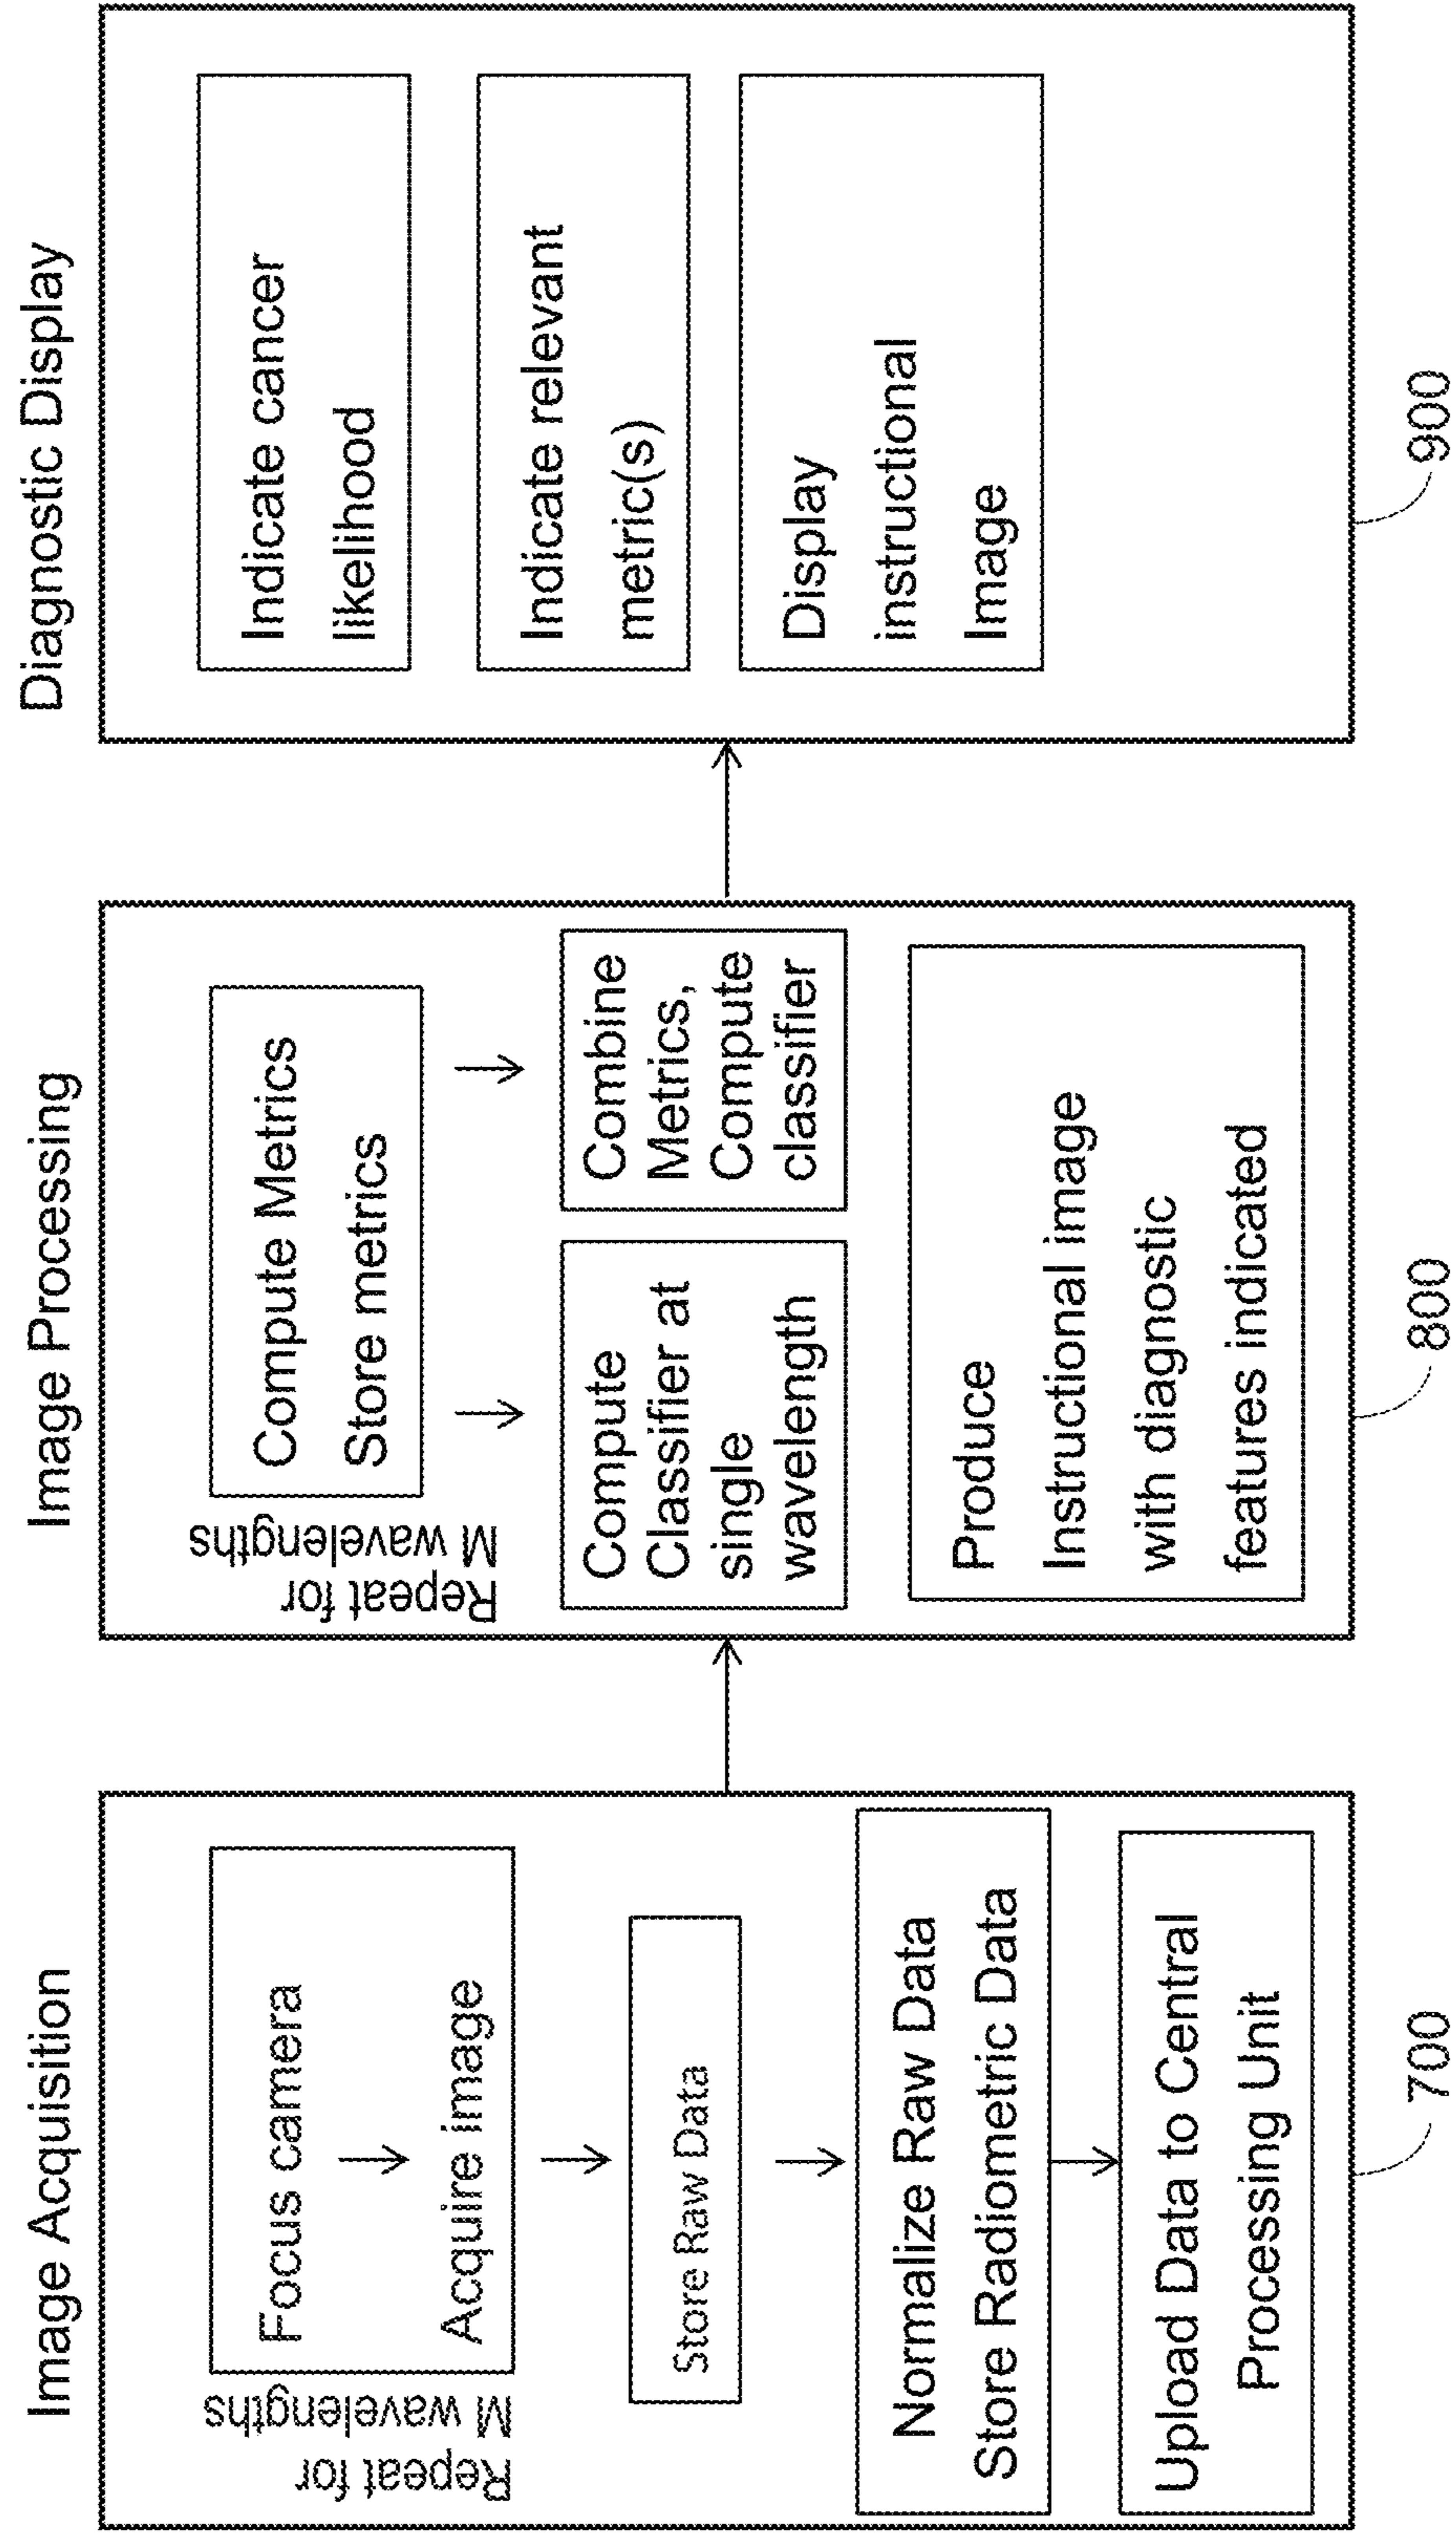 Image Acquisition
Repeat for
M wavelengths
Focus camera
Acquire image
Store Raw Data
Normalize Raw Data
Store Radiometric Data
Upload Data to Central
Processing Unit
700
Image Processing
Repeat for
M wavelengths
Compute Metrics
Store metrics
Compute
Classifier at
single
wavelength
Combine
Metrics,
Compute
classifier
Produce
Instructional image
with diagnostic
features indicated
800
Diagnostic Display
Indicate cancer
likelihood
Indicate relevant
metric(s)
Display
instructional
Image
900